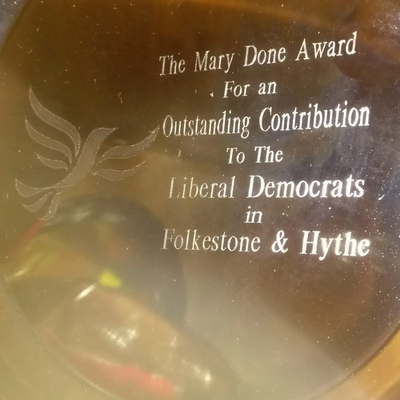 The Mary Done Award
For an
Outstanding Contribution
To The
Liberal Democrats
in
Folkestone & Hythe